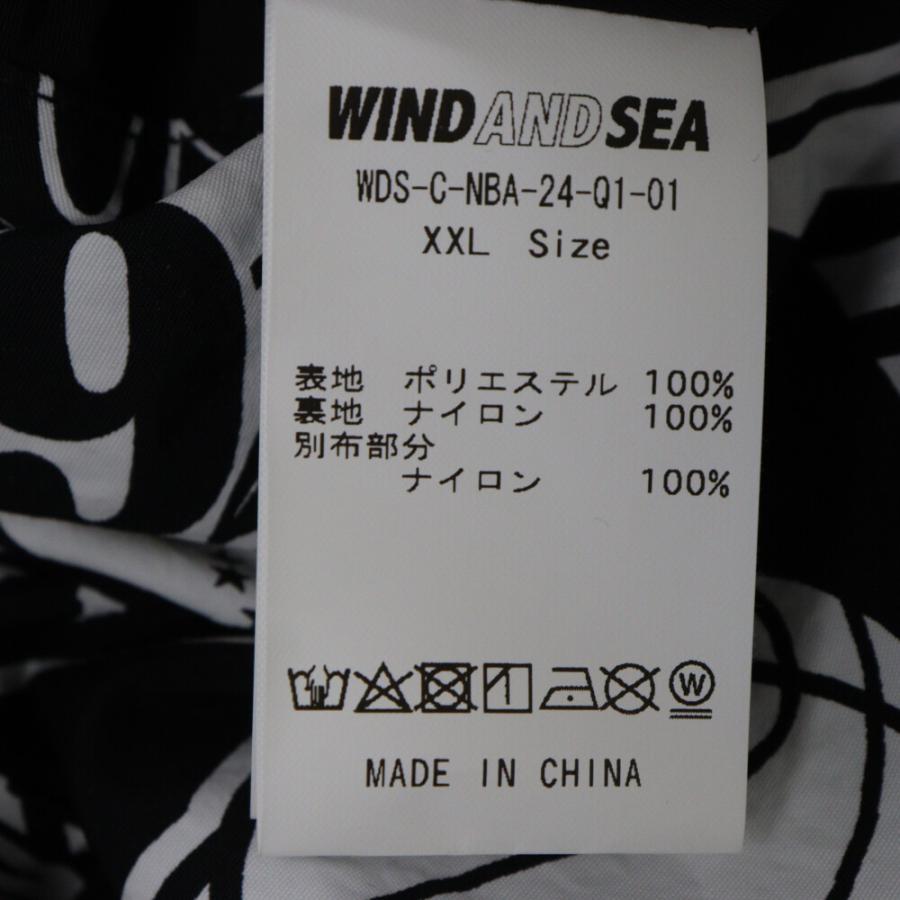 WINDANDSEA
WDS-C-NBA-24-Q1-01
XXL Size
表地 ポリエステル 100%
裏地 ナイロン 100%
別布部分
ナイロン 100%
W
MADE IN CHINA
9